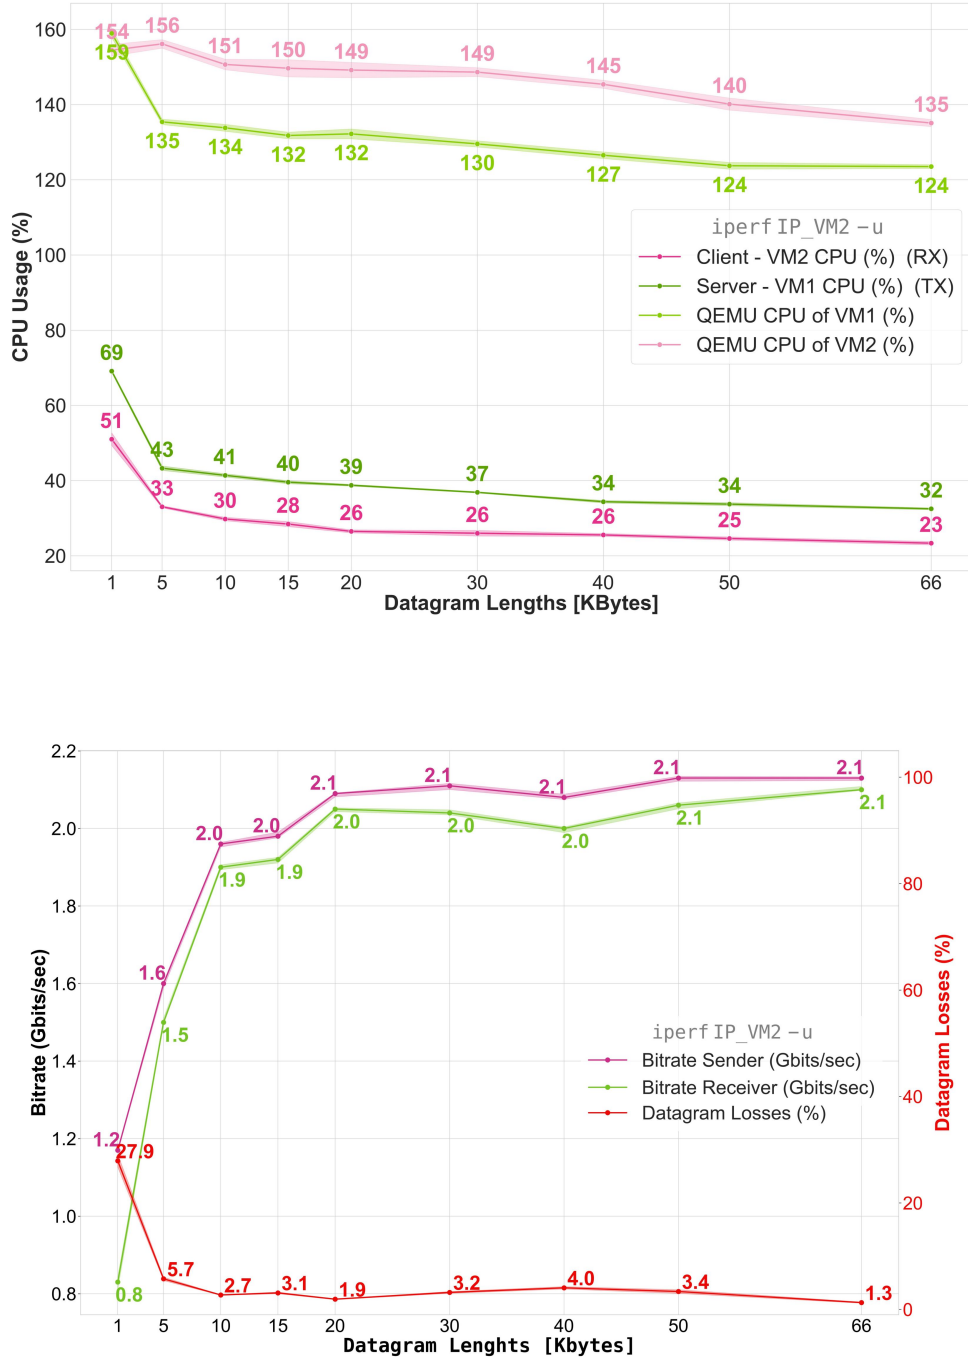 160
140
120
100
80
60
40
20
CPU Usage (%)
154 156 151 150 149 149 145 140 135
159 135 134 132 132 130 127 124 124
iperf IP_VM2 -u
Client - VM2 CPU (%) (RX)
Server - VM1 CPU (%) (TX)
QEMU CPU of VM1 (%)
QEMU CPU of VM2 (%)
69 43 41 40 39 37 34 34 32
51 33 30 28 26 26 26 25 23
1 5 10 15 20 30 40 50 66
Datagram Lengths [KBytes]
2.2
2.0
1.8
1.6
1.4
1.2
1.0
0.8
Bitrate (Gbits/sec)
1.2 1.6 2.0 2.0 2.1 2.1 2.1 2.1 2.1
0.8 1.5 1.9 1.9 2.0 2.0 2.0 2.1 2.1
iperf IP_VM2 -u
Bitrate Sender (Gbits/sec)
Bitrate Receiver (Gbits/sec)
Datagram Losses (%)
27.9 5.7 2.7 3.1 1.9 3.2 4.0 3.4 1.3
100
80
60
40
20
0
Datagram Losses (%)
1 5 10 15 20 30 40 50 66
Datagram Lenghts [Kbytes]